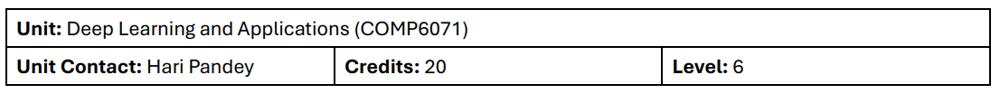 Unit: Deep Learning and Applications (COMP6071)
Unit Contact: Hari Pandey
Credits: 20
Level: 6